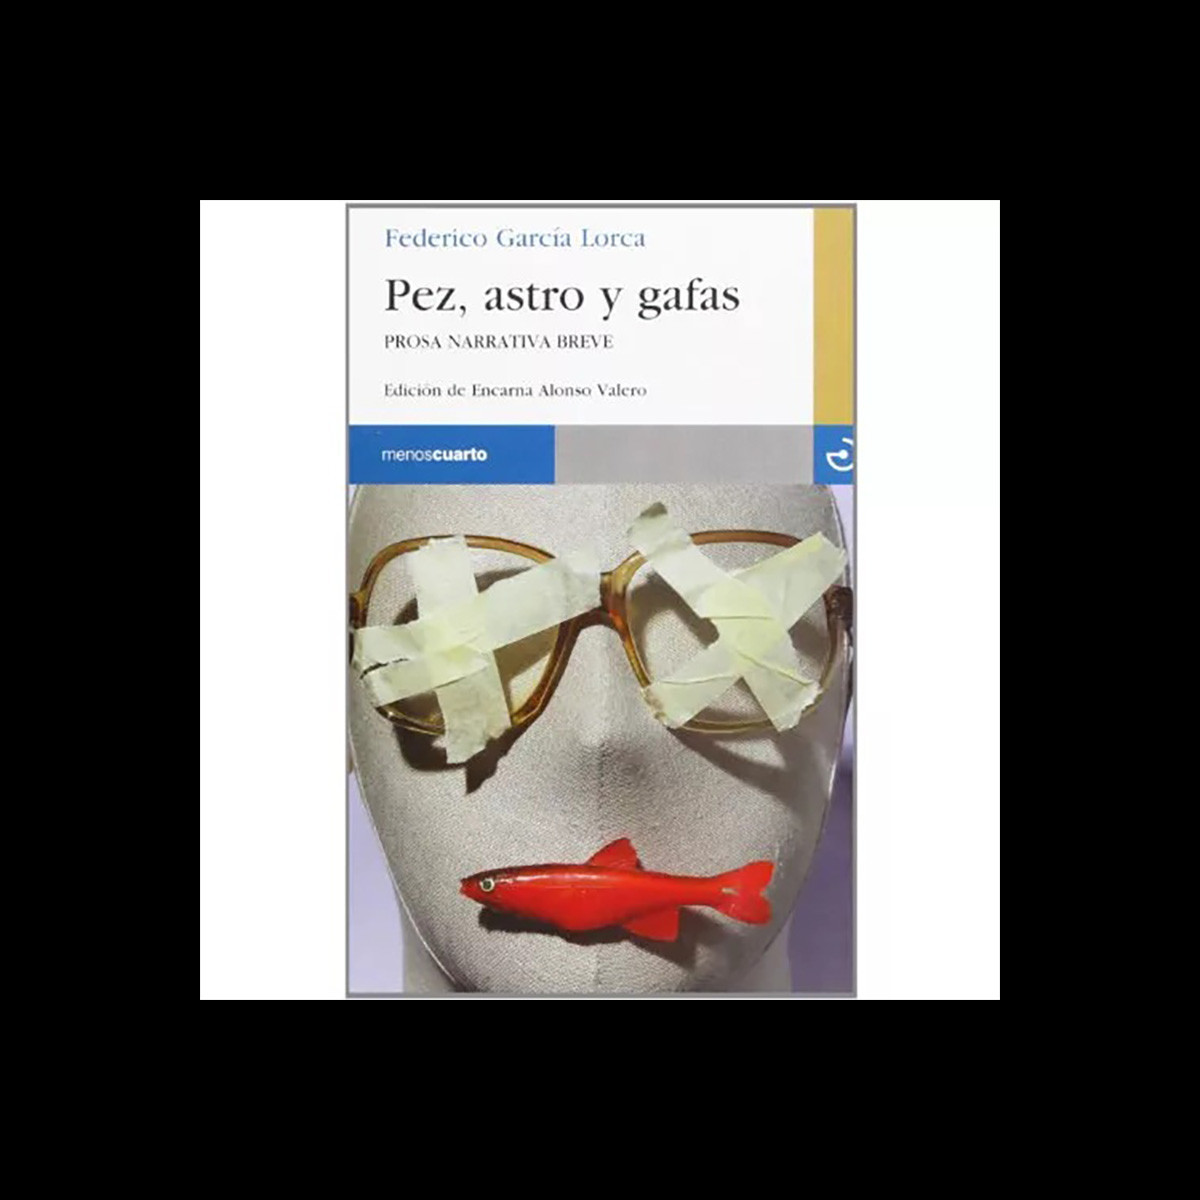 Federico García Lorca
Pez, astro y gafas
PROSA NARRATIVA BREVE
Edición de Encarna Alonso Valero
menoscuarto